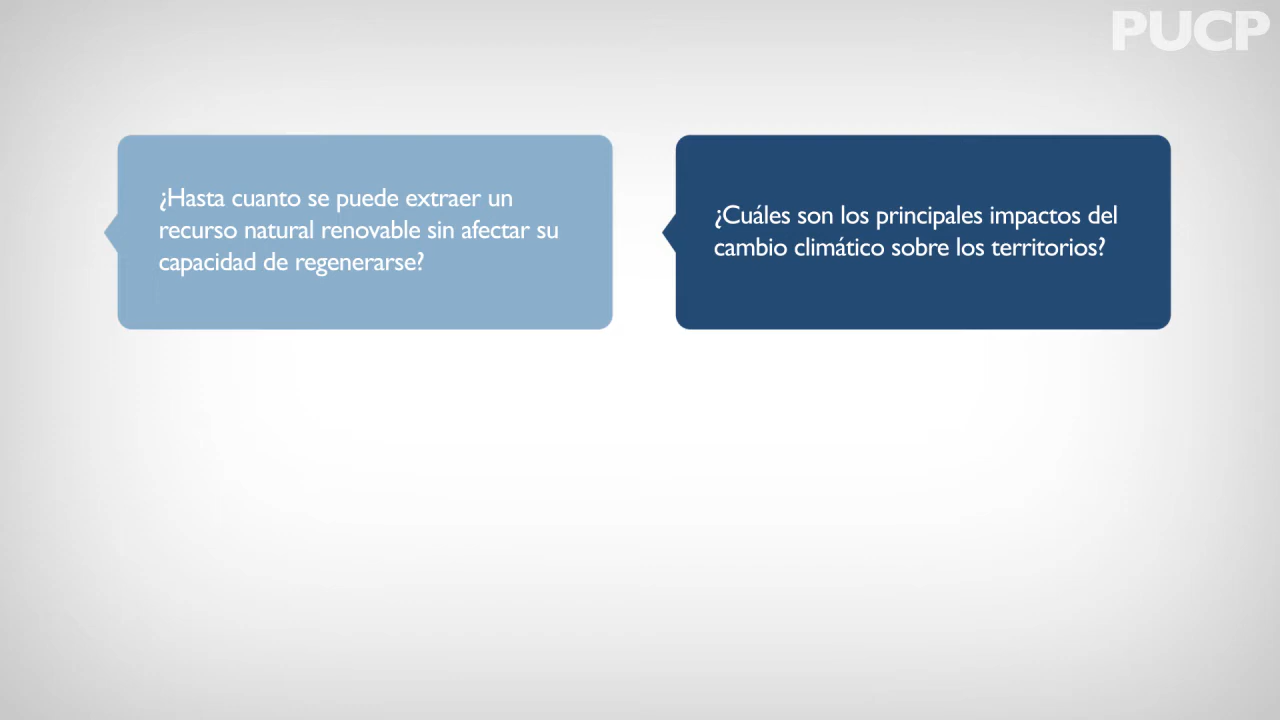 PUCP
¿Hasta cuanto se puede extraer un
recurso natural renovable sin afectar su
capacidad de regenerarse?
¿Cuáles son los principales impactos del
cambio climático sobre los territorios?